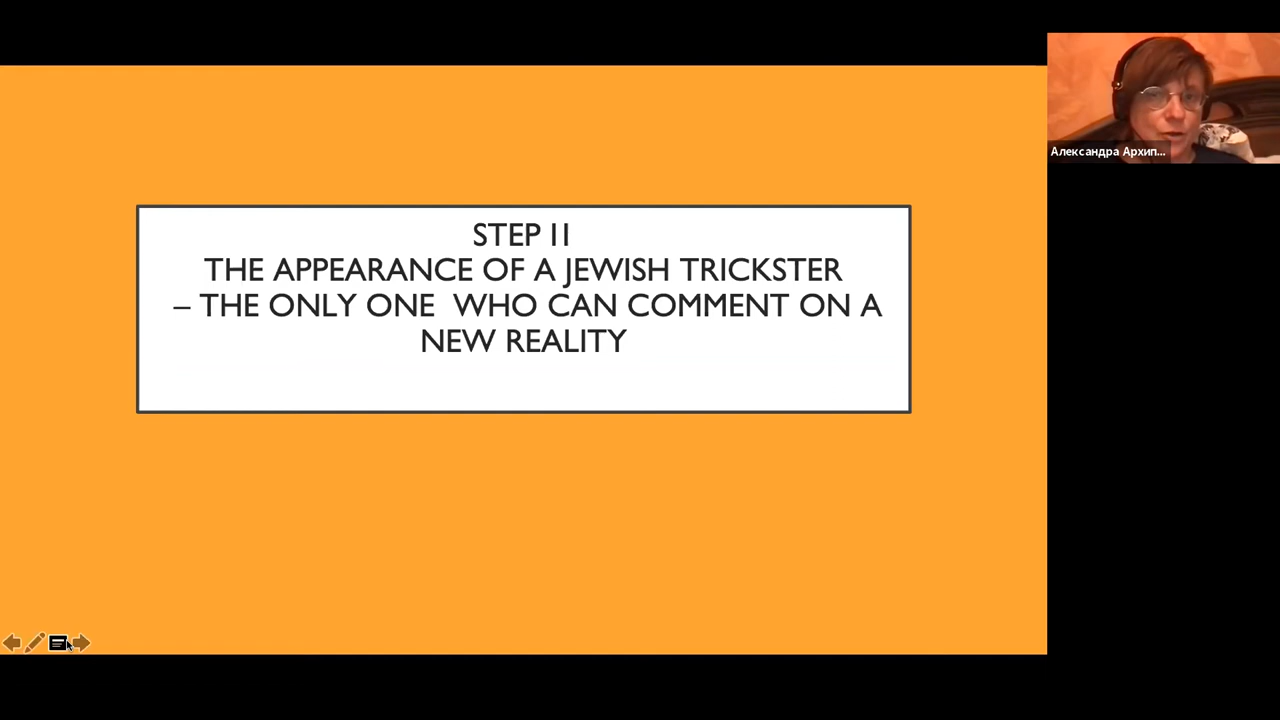 STEP II
THE APPEARANCE OF A JEWISH TRICKSTER
– THE ONLY ONE WHO CAN COMMENT ON A
NEW REALITY
Александра Архип...